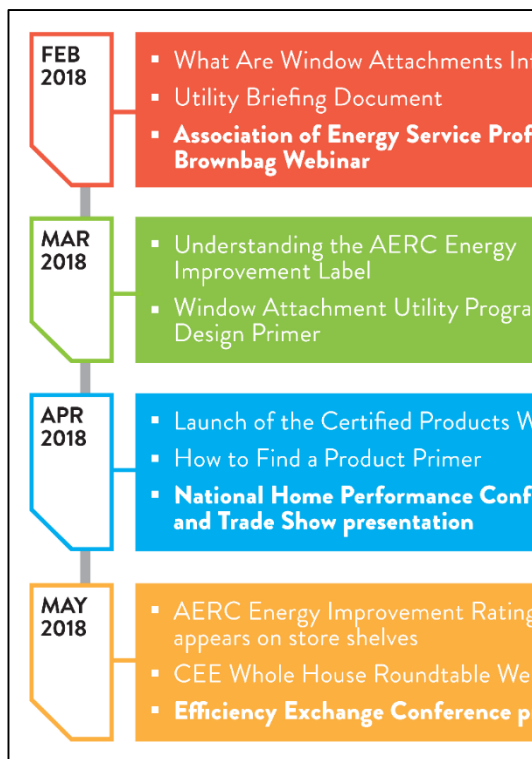 FEB
2018
▪ What Are Window Attachments
▪ Utility Briefing Document
▪ Association of Energy Service
Brownbag Webinar
MAR
2018
▪ Understanding the AERC Energy
Improvement Label
▪ Window Attachment Utility
Design Primer
APR
2018
▪ Launch of the Certified Products
▪ How to Find a Product Primer
▪ National Home Performance
and Trade Show presentation
MAY
2018
▪ AERC Energy Improvement Rating
appears on store shelves
▪ CEE Whole House Roundtable
▪ Efficiency Exchange Conference